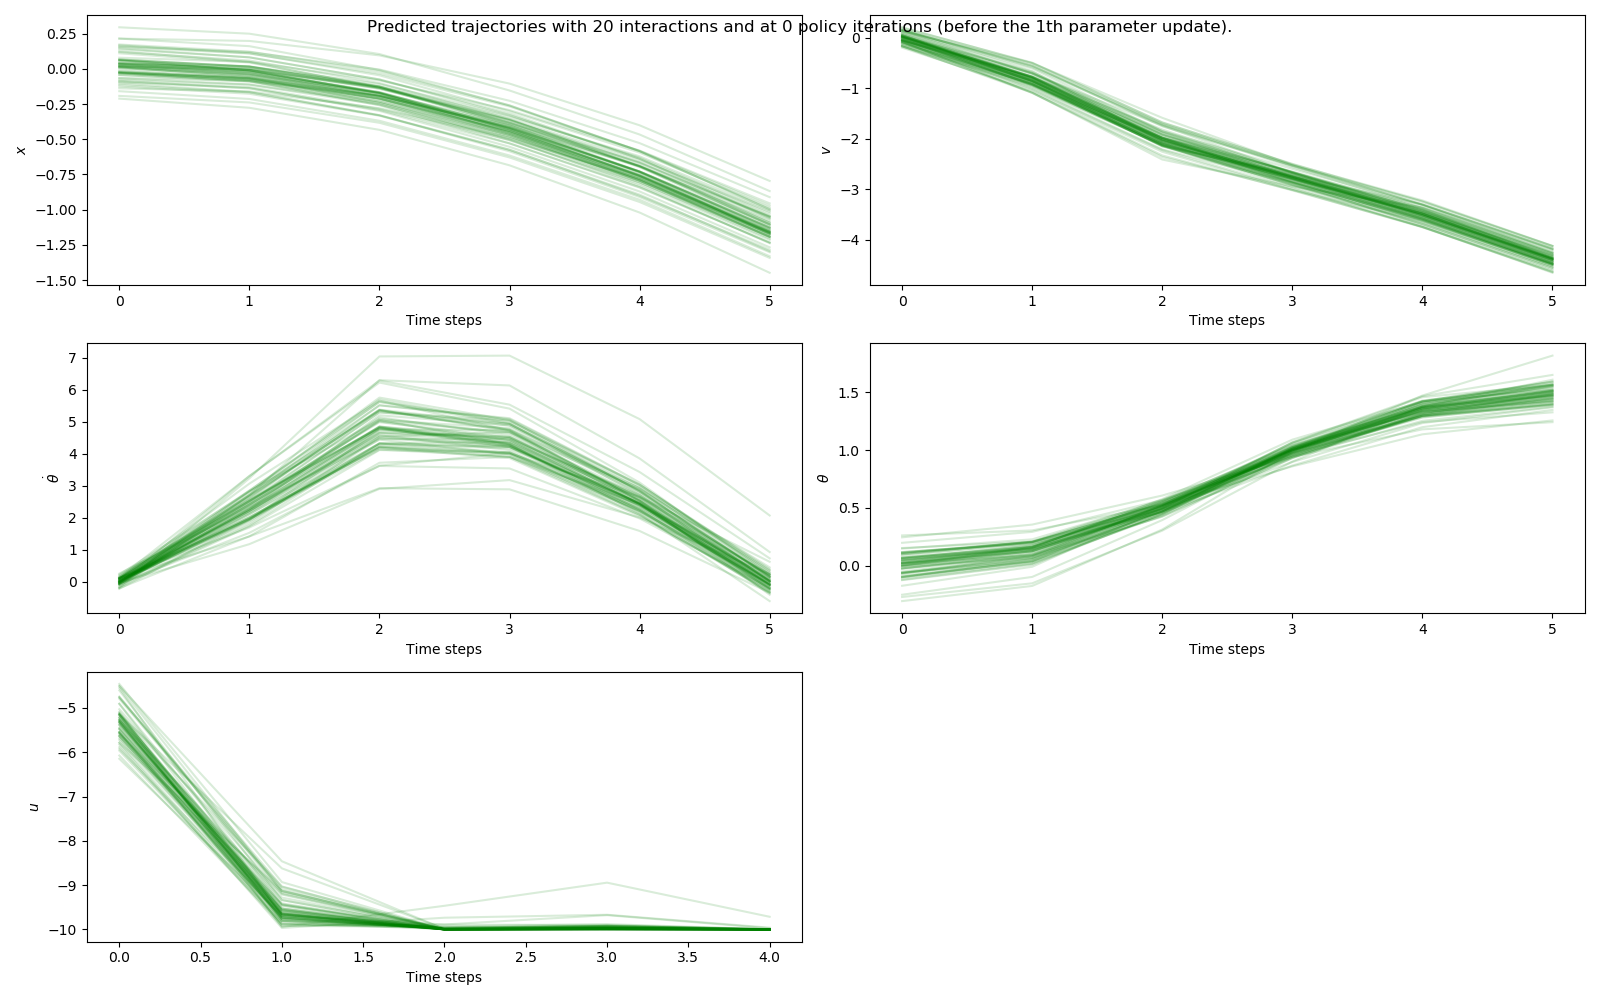 Predicted trajectories with 20 interactions and at 0 policy iterations (before the 1th parameter update).
0.25
0.00
−0.25
−0.50
−0.75
−1.00
−1.25
−1.50
x
0 1 2 3 4 5
Time steps
0
−1
−2
−3
−4
v
0 1 2 3 4 5
Time steps
7
6
5
4
3
2
1
0
θ̇
0 1 2 3 4 5
Time steps
1.5
1.0
0.5
0.0
θ
0 1 2 3 4 5
Time steps
−5
−6
−7
−8
−9
−10
u
0.0 0.5 1.0 1.5 2.0 2.5 3.0 3.5 4.0
Time steps